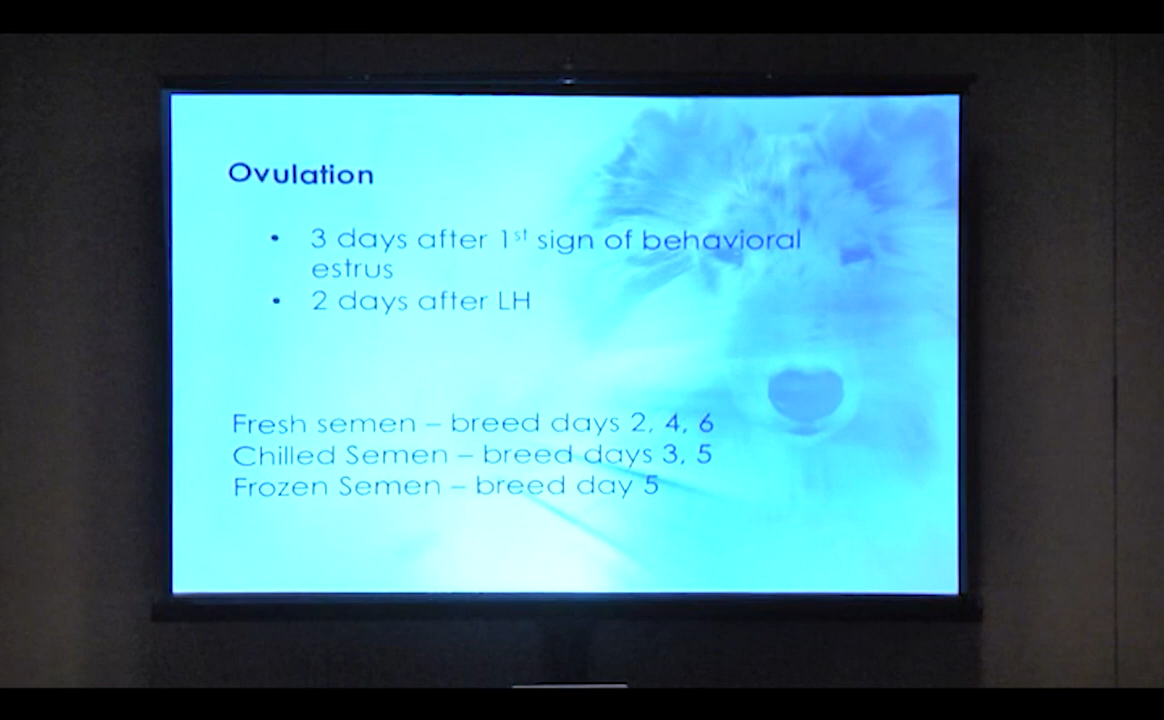 Ovulation
• 3 days after 1st sign of behavioral
estrus
• 2 days after LH
Fresh semen – breed days 2, 4, 6
Chilled Semen – breed days 3, 5
Frozen Semen – breed day 5